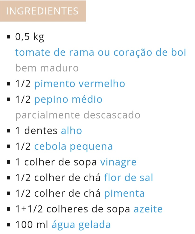 INGREDIENTES
0,5 kg
tomate de rama ou coração de boi
bem maduro
1/2 pimento vermelho
1/2 pepino médio
parcialmente descascado
1 dentes alho
1/2 cebola pequena
1 colher de sopa vinagre
1/2 colher de chá flor de sal
1/2 colher de chá pimenta
1+1/2 colheres de sopa azeite
100 ml água gelada